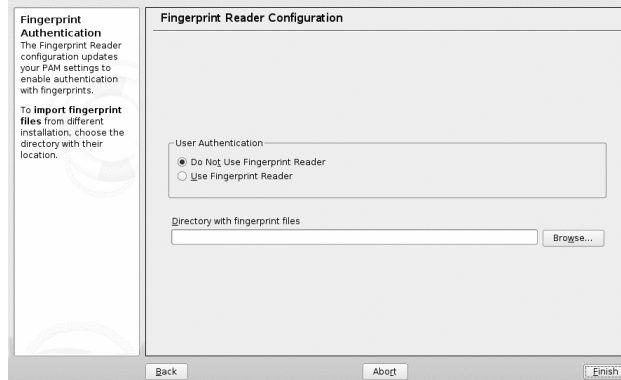 Fingerprint
Authentication
The Fingerprint Reader
configuration updates
your PAM settings to
enable authentication
with fingerprints.
To import fingerprint
files from different
installation, choose the
directory with their
location.
Fingerprint Reader Configuration
User Authentication
Do Not Use Fingerprint Reader
Use Fingerprint Reader
Directory with fingerprint files
Browse...
Back
Abort
Finish